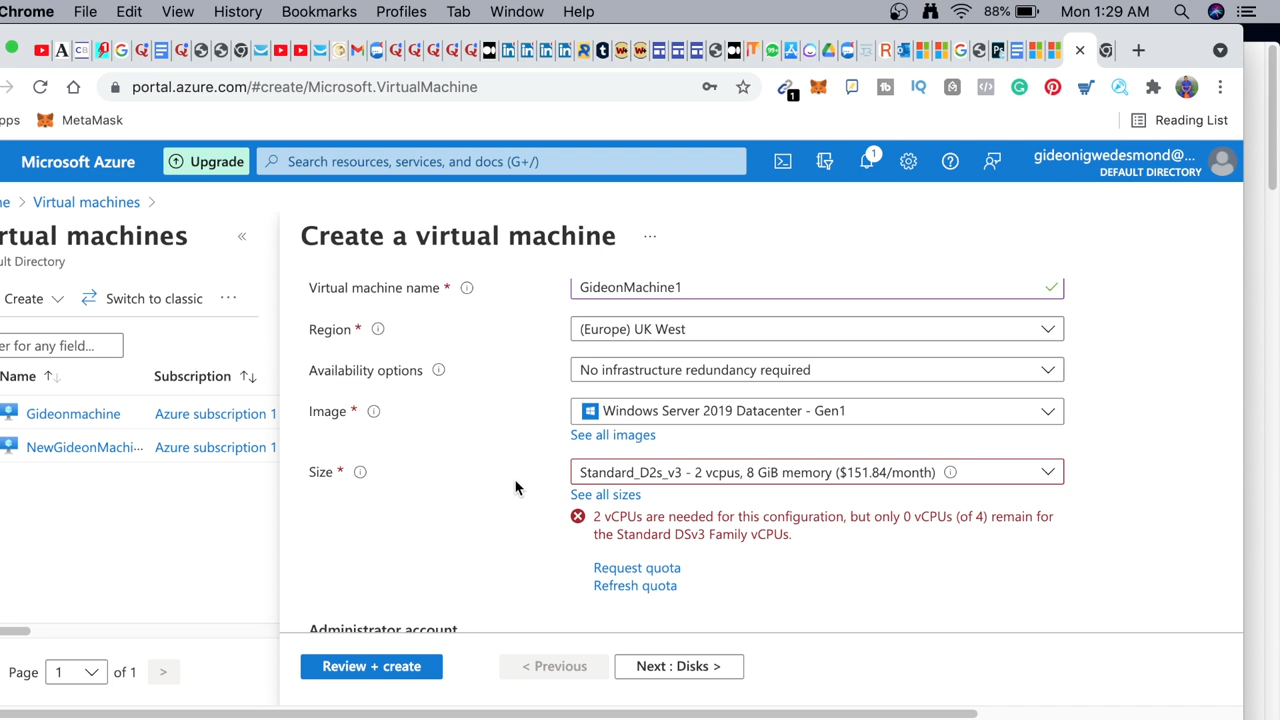 Chrome File Edit View History Bookmarks Profiles Tab Window Help 88% Mon 1:29 AM
portal.azure.com/#create/Microsoft.VirtualMachine 1
pps MetaMask Reading List
Microsoft Azure Upgrade Search resources, services, and docs (G+/) 1 gideonigwedesmond@...
DEFAULT DIRECTORY
ne > Virtual machines >
rtual machines «
ult Directory
Create Switch to classic ...
er for any field...
Name ↑↓ Subscription ↑↓
Gideonmachine Azure subscription 1
NewGideonMachi... Azure subscription 1
Page 1 of 1 >
Create a virtual machine ...
Virtual machine name * GideonMachine1
Region * (Europe) UK West
Availability options No infrastructure redundancy required
Image * Windows Server 2019 Datacenter - Gen1
See all images
Size * Standard_D2s_v3 - 2 vcpus, 8 GiB memory ($151.84/month)
See all sizes
2 vCPUs are needed for this configuration, but only 0 vCPUs (of 4) remain for
the Standard DSv3 Family vCPUs.
Request quota
Refresh quota
Administrator account
Review + create < Previous Next : Disks >